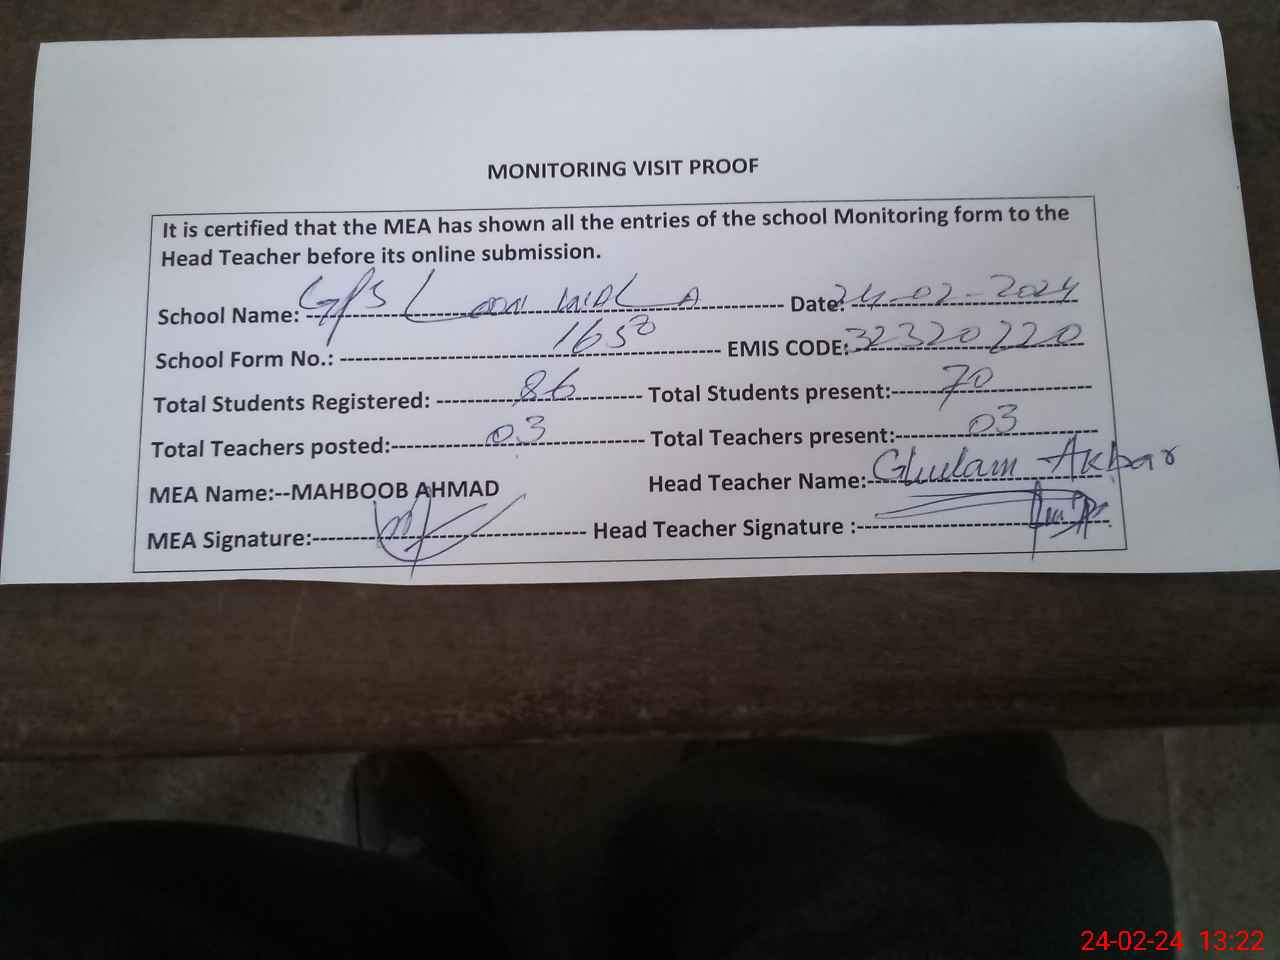 MONITORING VISIT PROOF
It is certified that the MEA has shown all the entries of the school Monitoring form to the
Head Teacher before its online submission.
School Name: GPS A Date: 24-02-2024
School Form No.: 1650 EMIS CODE: 32320220
Total Students Registered: 86 Total Students present: 70
Total Teachers posted: 03 Total Teachers present: 03
MEA Name:--MAHBOOB AHMAD Head Teacher Name: Ghulam Akbar
MEA Signature: Head Teacher Signature :
24-02-24 13:22